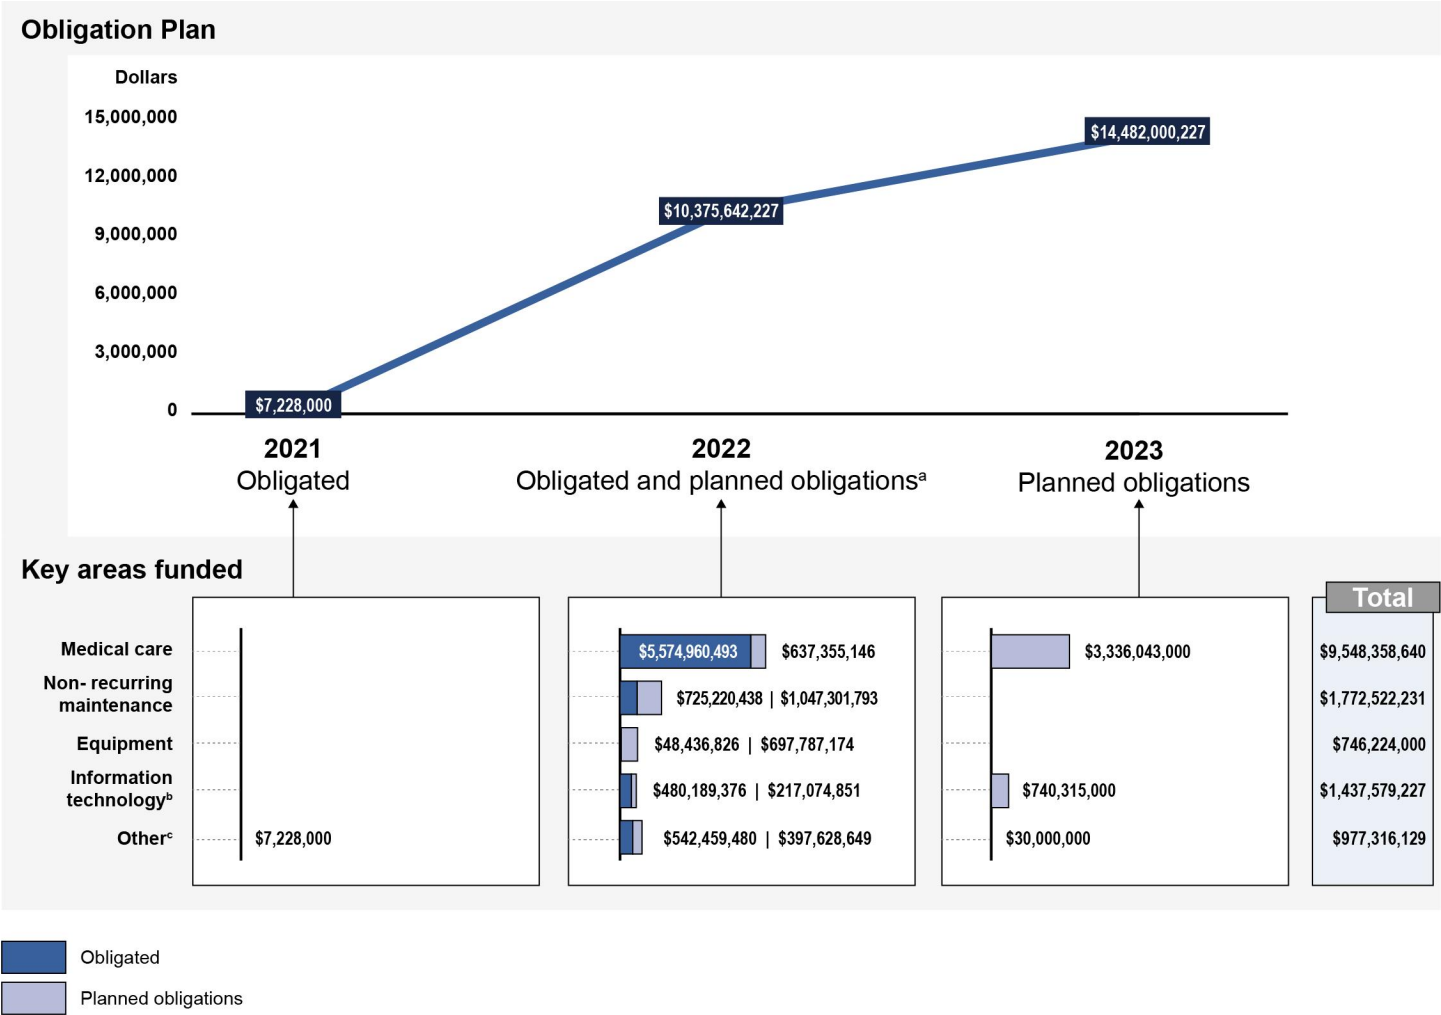 Obligation Plan
Dollars
15,000,000
12,000,000
9,000,000
6,000,000
3,000,000
0
$14,482,000,227
$10,375,642,227
$7,228,000
2021
Obligated
2022
Obligated and planned obligationsᵃ
2023
Planned obligations
Key areas funded
Total
Medical care
$5,574,960,493 $637,355,146
$3,336,043,000
$9,548,358,640
Non- recurring
maintenance
$725,220,438 | $1,047,301,793
$1,772,522,231
Equipment
$48,436,826 | $697,787,174
$746,224,000
Information
technologyᵇ
$480,189,376 | $217,074,851
$740,315,000
$1,437,579,227
Otherᶜ
$7,228,000
$542,459,480 | $397,628,649
$30,000,000
$977,316,129
Obligated
Planned obligations